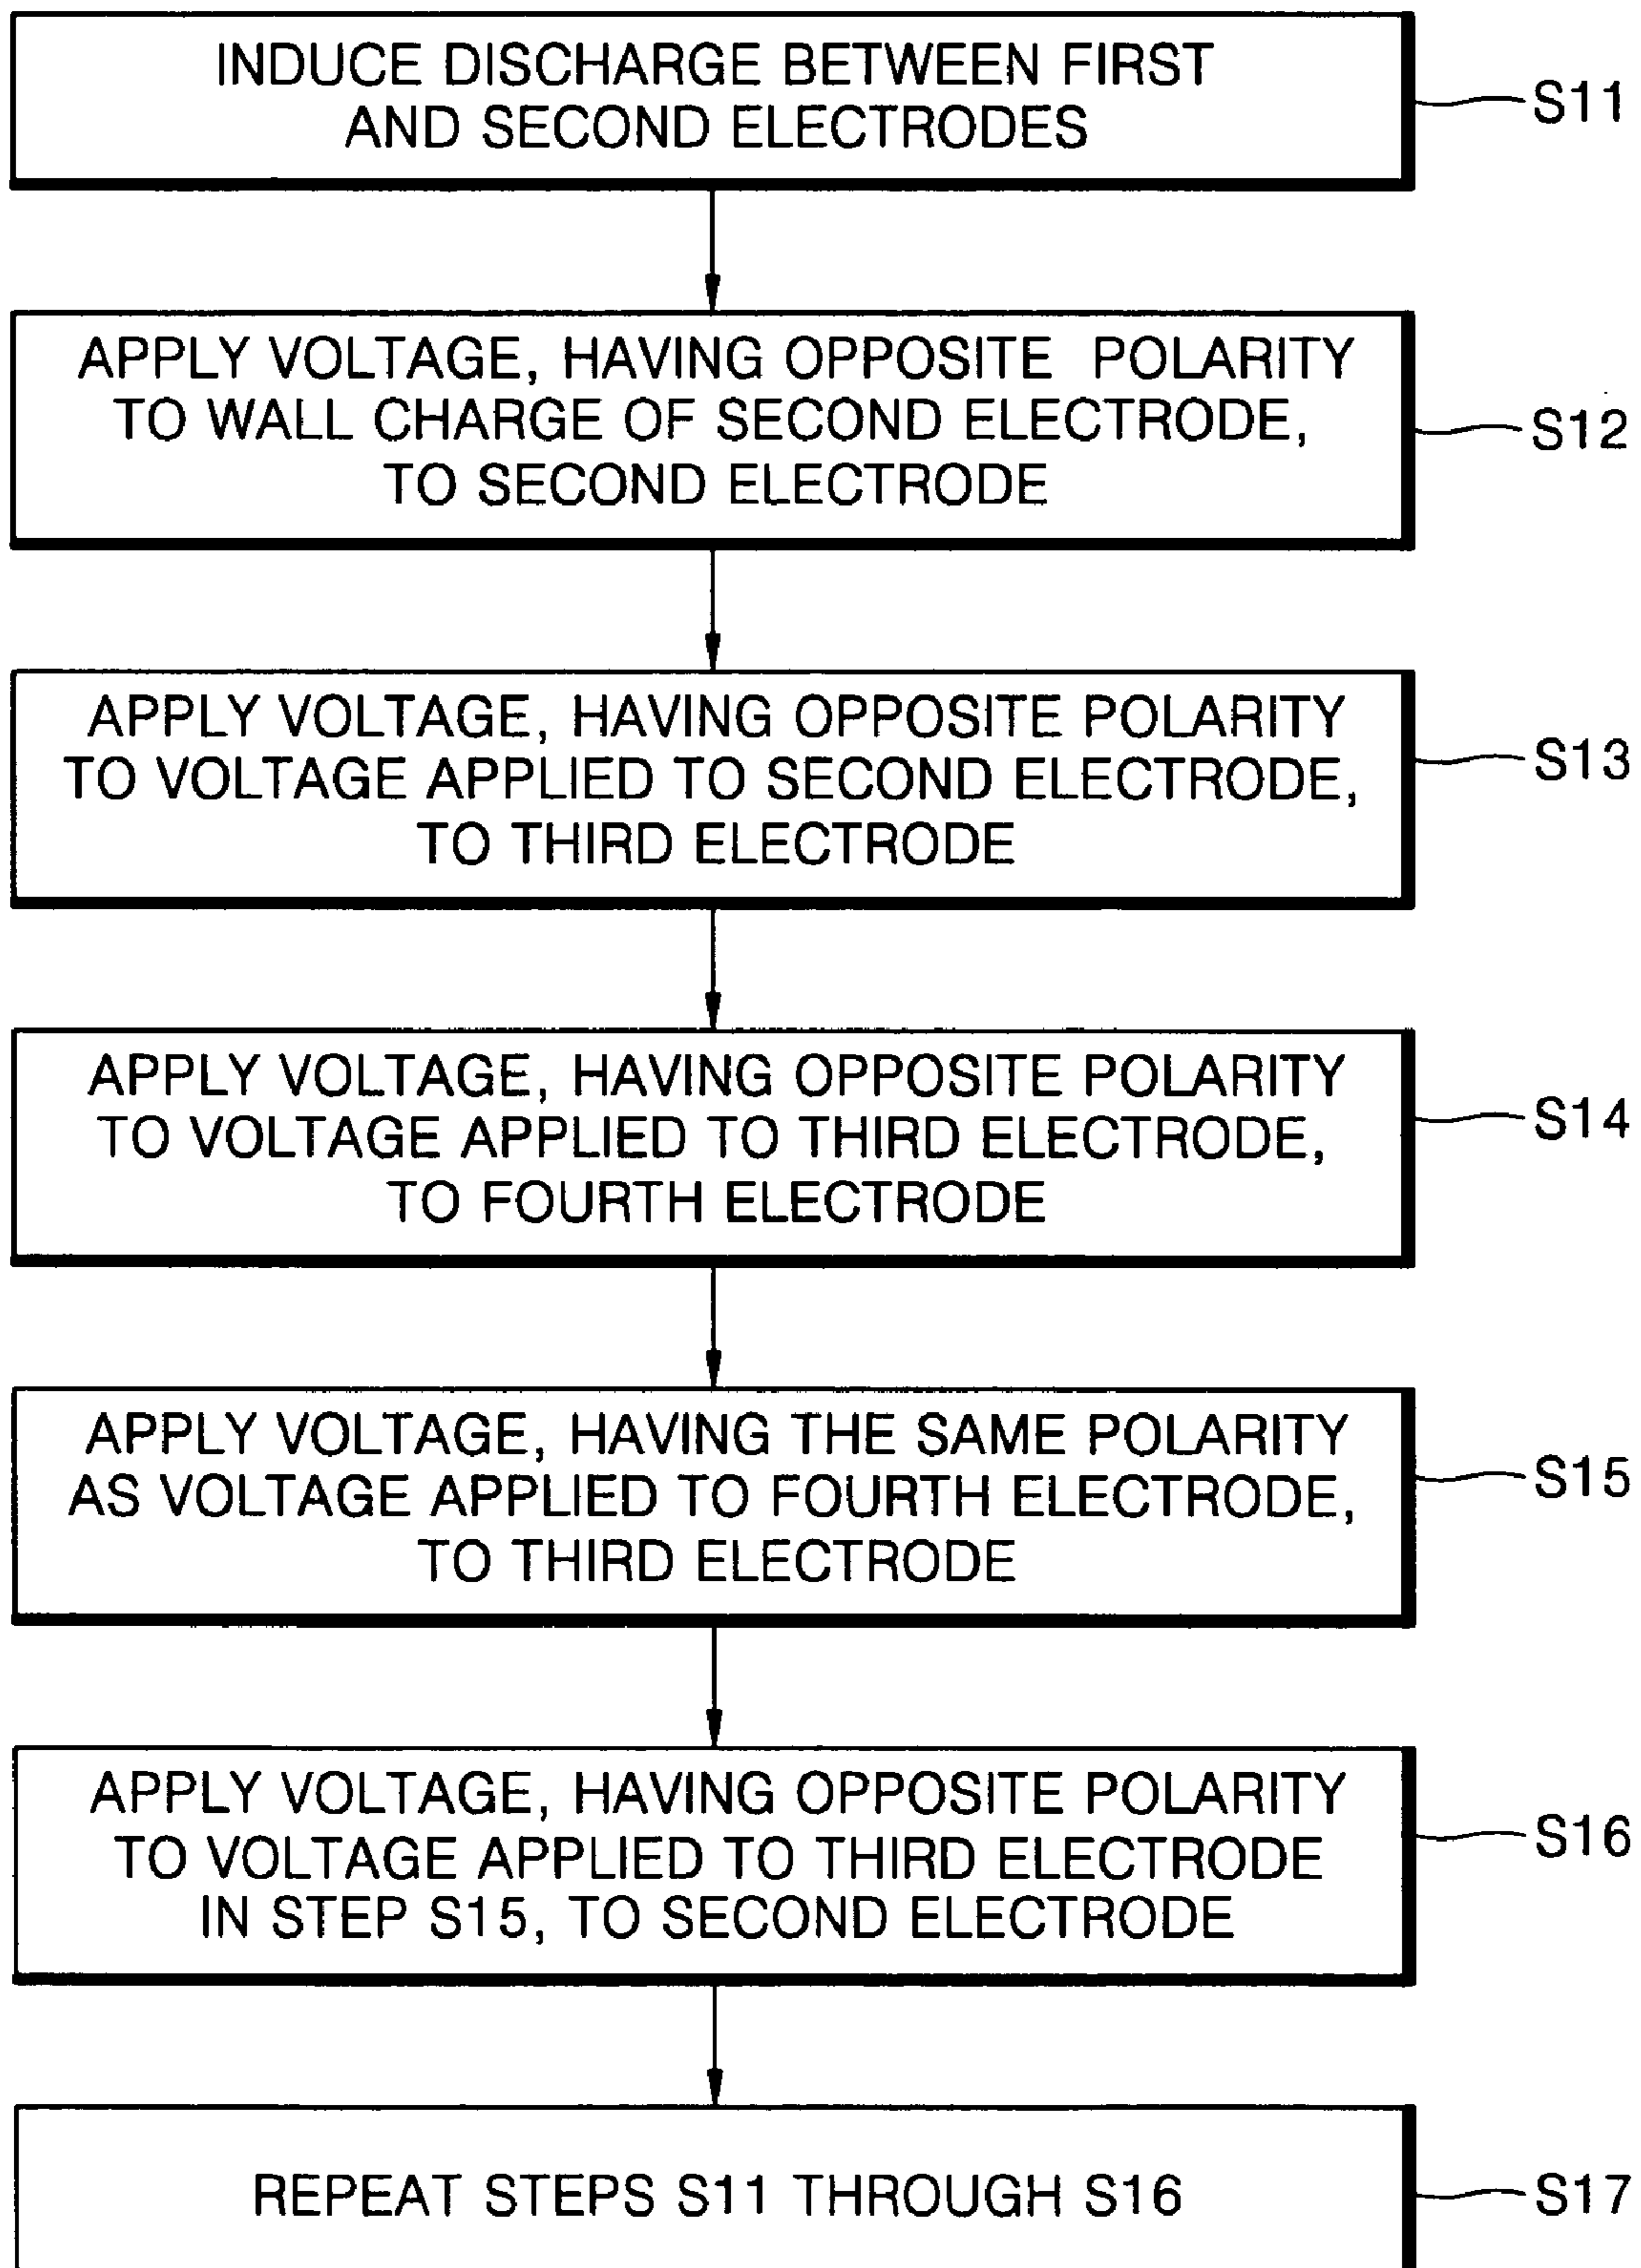 INDUCE DISCHARGE BETWEEN FIRST
AND SECOND ELECTRODES
S11
APPLY VOLTAGE, HAVING OPPOSITE POLARITY
TO WALL CHARGE OF SECOND ELECTRODE,
TO SECOND ELECTRODE
S12
APPLY VOLTAGE, HAVING OPPOSITE POLARITY
TO VOLTAGE APPLIED TO SECOND ELECTRODE,
TO THIRD ELECTRODE
S13
APPLY VOLTAGE, HAVING OPPOSITE POLARITY
TO VOLTAGE APPLIED TO THIRD ELECTRODE,
TO FOURTH ELECTRODE
S14
APPLY VOLTAGE, HAVING THE SAME POLARITY
AS VOLTAGE APPLIED TO FOURTH ELECTRODE,
TO THIRD ELECTRODE
S15
APPLY VOLTAGE, HAVING OPPOSITE POLARITY
TO VOLTAGE APPLIED TO THIRD ELECTRODE
IN STEP S15, TO SECOND ELECTRODE
S16
REPEAT STEPS S11 THROUGH S16
S17